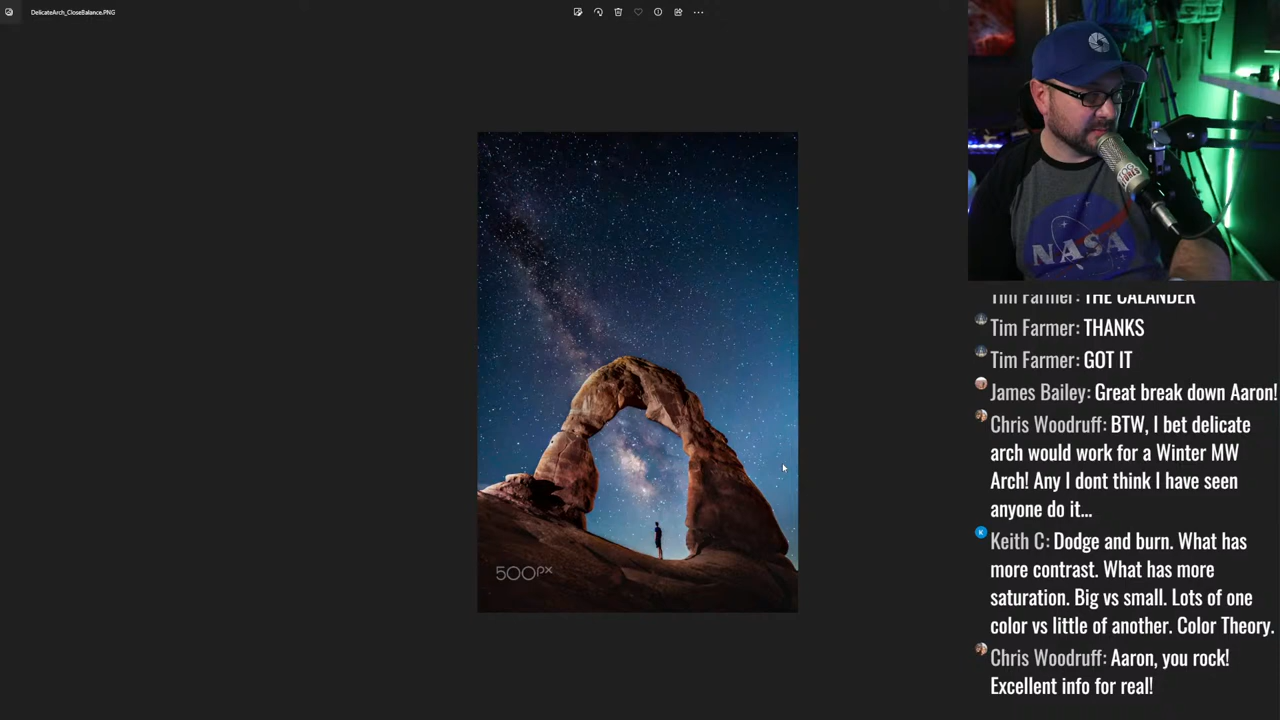 DelicateArch_CloseBalance.PNG
NASA
Tim Farmer: THE CALANDER
Tim Farmer: THANKS
Tim Farmer: GOT IT
James Bailey: Great break down Aaron!
Chris Woodruff: BTW, I bet delicate
arch would work for a Winter MW
Arch! Any I dont think I have seen
anyone do it...
Keith C: Dodge and burn. What has
more contrast. What has more
saturation. Big vs small. Lots of one
color vs little of another. Color Theory.
Chris Woodruff: Aaron, you rock!
Excellent info for real!
500px